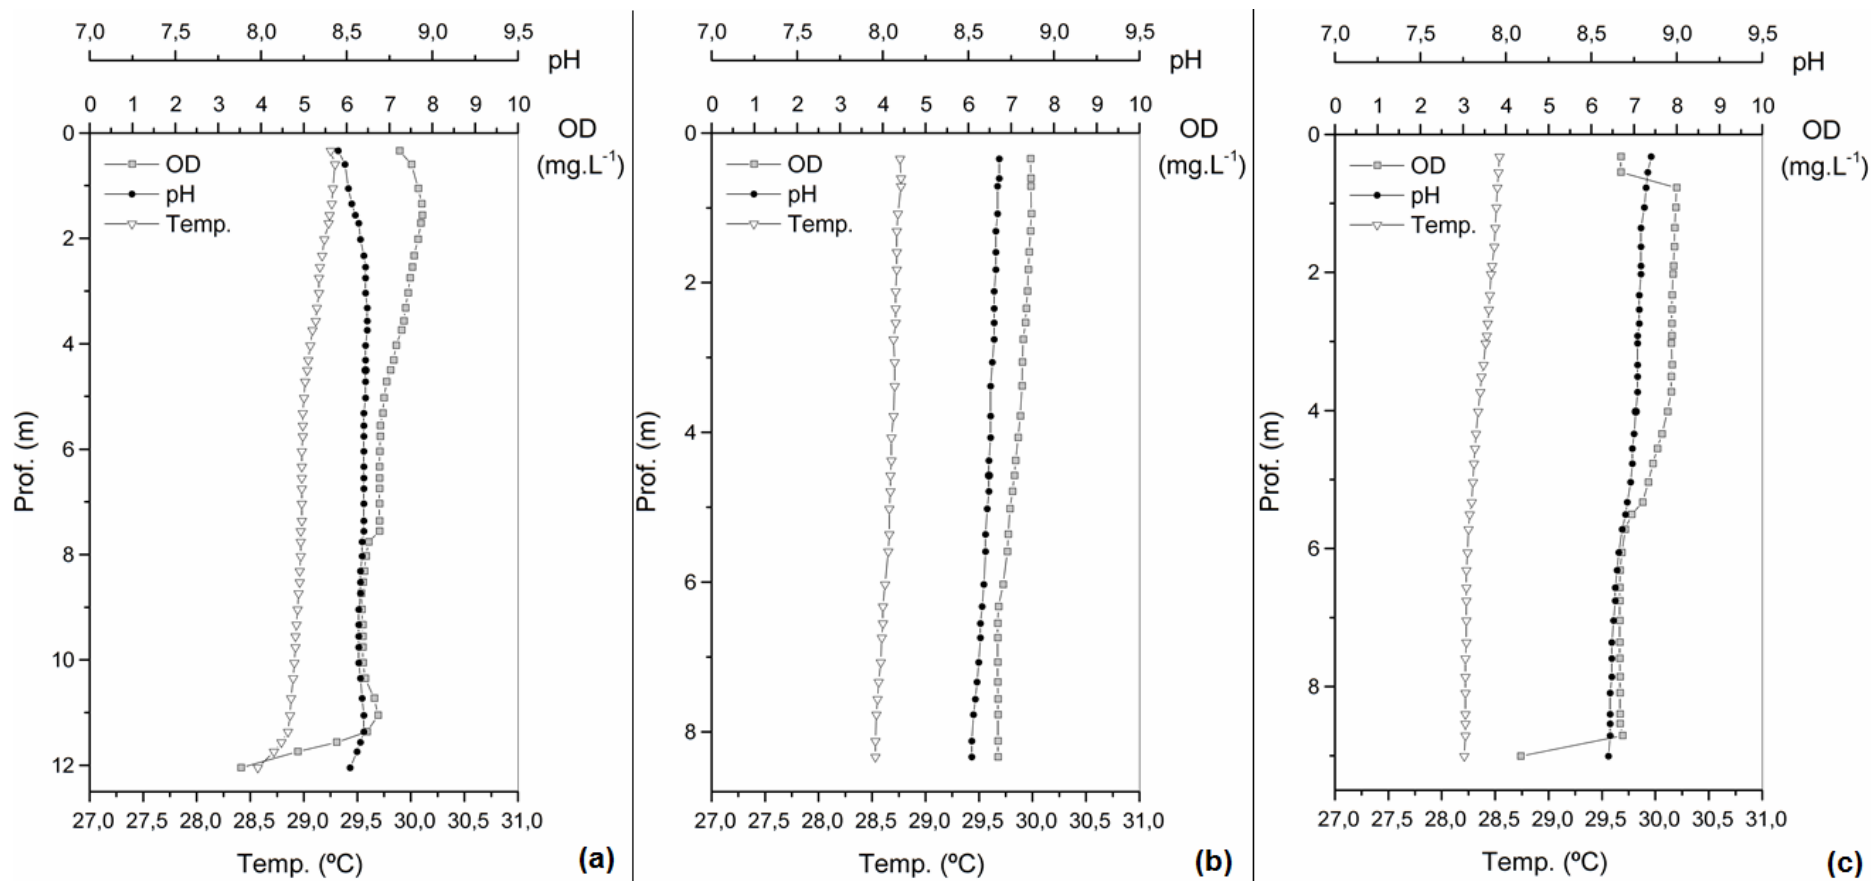 7,0 7,5 8,0 8,5 9,0 9,5
pH
0 1 2 3 4 5 6 7 8 9 10
OD
(mg.L-1)
0
2
4
6
8
10
12
Prof. (m)
OD
pH
Temp.
27,0 27,5 28,0 28,5 29,0 29,5 30,0 30,5 31,0
Temp. (ºC)
(a)
7,0 7,5 8,0 8,5 9,0 9,5
pH
0 1 2 3 4 5 6 7 8 9 10
OD
(mg.L-1)
0
2
4
6
8
Prof. (m)
OD
pH
Temp.
27,0 27,5 28,0 28,5 29,0 29,5 30,0 30,5 31,0
Temp. (ºC)
(b)
7,0 7,5 8,0 8,5 9,0 9,5
pH
0 1 2 3 4 5 6 7 8 9 10
OD
(mg.L-1)
0
2
4
6
8
Prof. (m)
OD
pH
Temp.
27,0 27,5 28,0 28,5 29,0 29,5 30,0 30,5 31,0
Temp. (ºC)
(c)